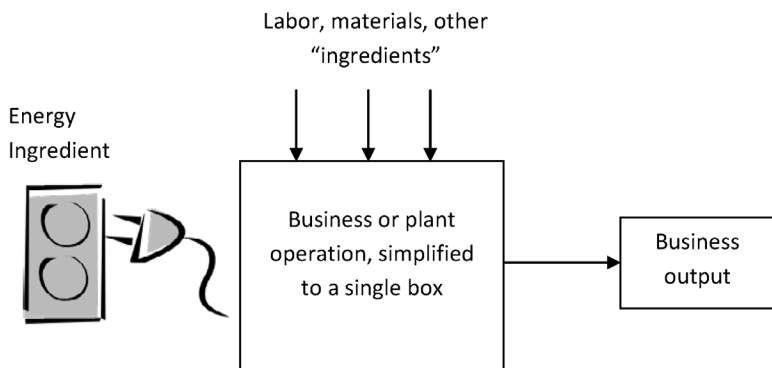 Labor, materials, other
“ingredients”
Energy
Ingredient
Business or plant
operation, simplified
to a single box
Business
output